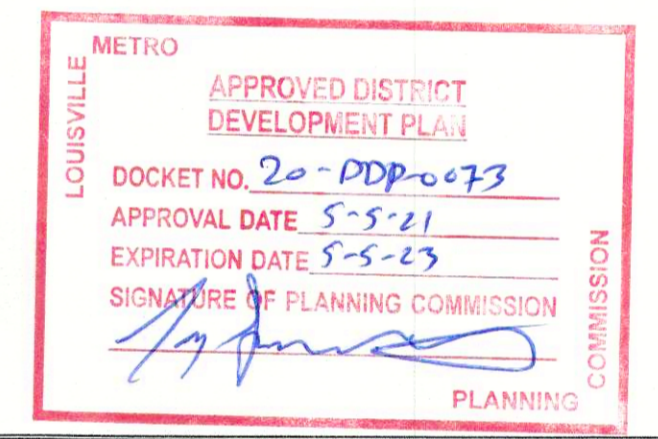 LOUISVILLE
METRO
APPROVED DISTRICT
DEVELOPMENT PLAN
DOCKET NO. 20-DDP-0073
APPROVAL DATE 5-5-21
EXPIRATION DATE 5-5-23
SIGNATURE OF PLANNING COMMISSION
PLANNING
COMMISSION